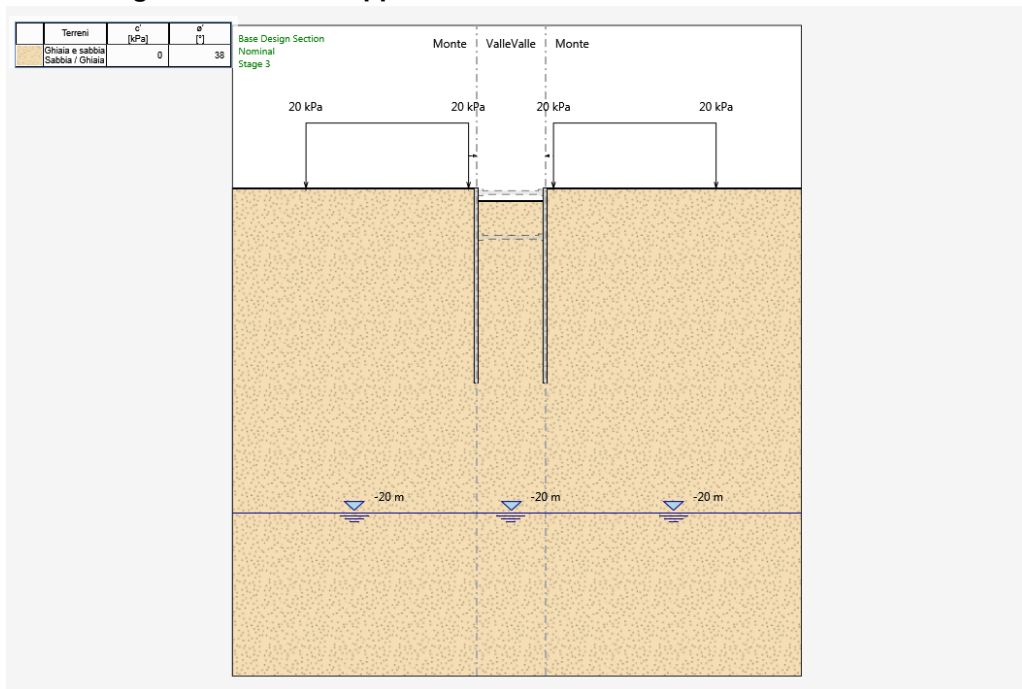 Terreni c' [kPa] ø' [°]
Ghiaia e sabbia
Sabbia / Ghiaia 0 38
Base Design Section
Nominal
Stage 3
Monte ValleValle Monte
20 kPa 20 kPa 20 kPa 20 kPa
-20 m -20 m -20 m